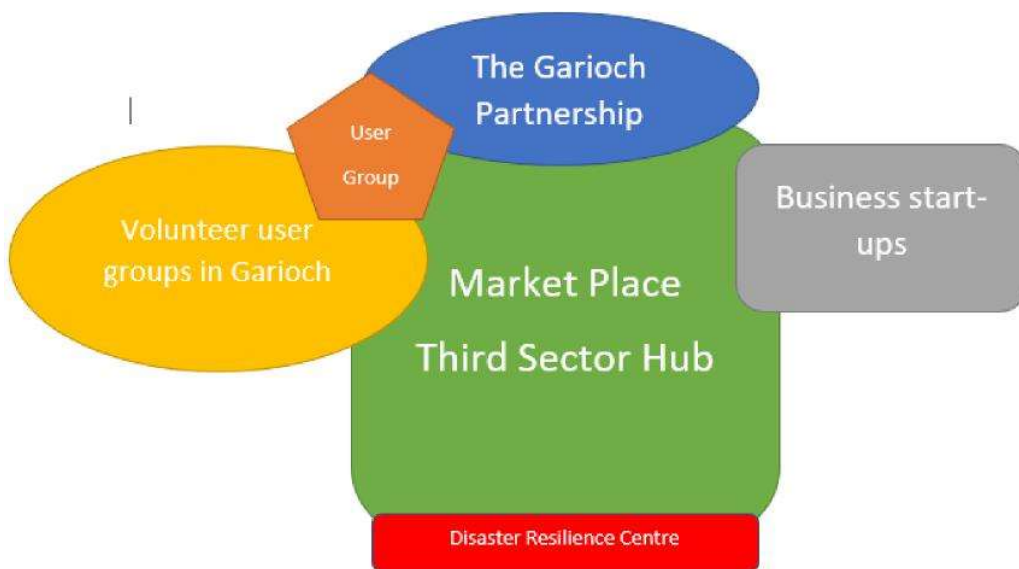 The Garioch
Partnership
User
Group
Business start-
ups
Volunteer user
groups in Garioch
Market Place
Third Sector Hub
Disaster Resilience Centre